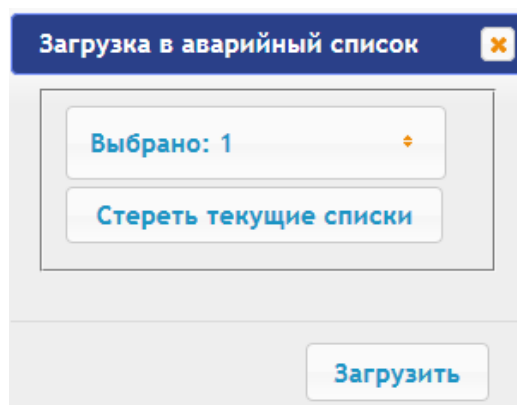 Загрузка в аварийный список
Выбрано: 1
Стереть текущие списки
Загрузить